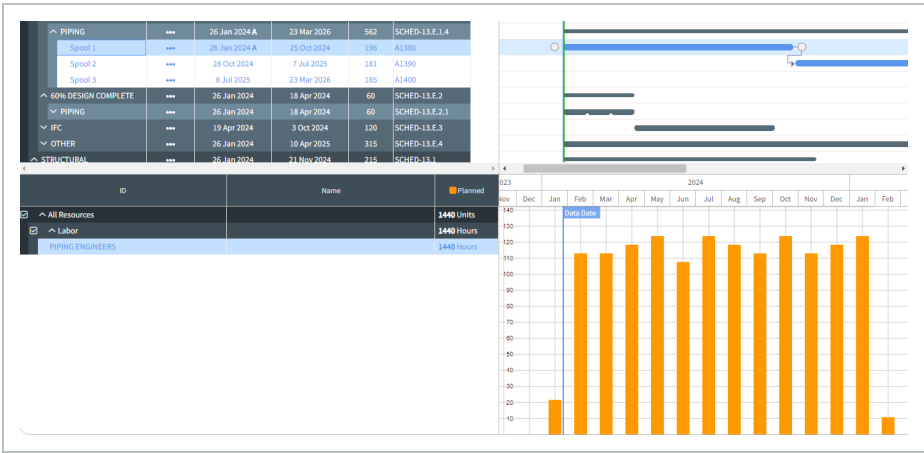 PIPING ••• 26 Jan 2024 A 23 Mar 2026 562 SCHED-13.E.1.4
Spool 1 ••• 26 Jan 2024 A 25 Oct 2024 196 A1380
Spool 2 ••• 28 Oct 2024 7 Jul 2025 181 A1390
Spool 3 ••• 8 Jul 2025 23 Mar 2026 185 A1400
60% DESIGN COMPLETE 26 Jan 2024 18 Apr 2024 60 SCHED-13.E.2
PIPING ••• 26 Jan 2024 18 Apr 2024 60 SCHED-13.E.2.1
IFC ••• 19 Apr 2024 3 Oct 2024 120 SCHED-13.E.3
OTHER ••• 26 Jan 2024 10 Apr 2025 315 SCHED-13.E.4
STRUCTURAL ••• 26 Jan 2024 21 Nov 2024 215 SCHED-13.1
ID Name Planned
023 2024
Nov Dec Jan Feb Mar Apr May Jun Jul Aug Sep Oct Nov Dec Jan Feb
All Resources 1440 Units
Labor 1440 Hours
PIPING ENGINEERS 1440 Hours
Data Date
140
130
120
110
100
90
80
70
60
50
40
30
20
10